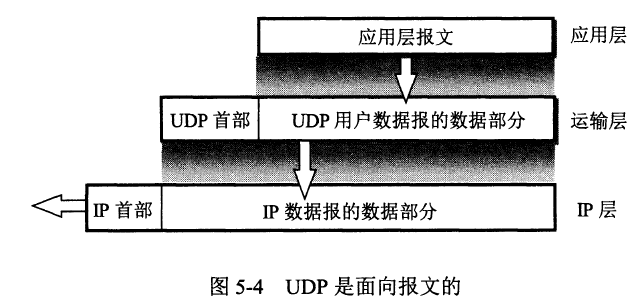 应用层报文 应用层
UDP 首部 UDP 用户数据报的数据部分 运输层
IP 首部 IP 数据报的数据部分 IP 层
图 5-4 UDP 是面向报文的